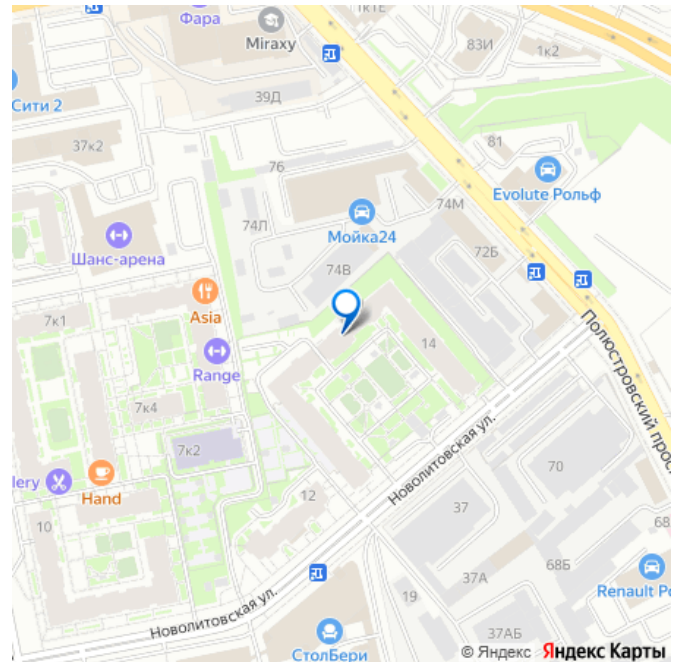 1к1Е
Фара
Miraxy
83И
1к2
Сити 2
39Д
37к2
76
81
Evolute Рольф
74М
74Л
Мойка24
72Б
Шанс-арена
74В
Asia
7к1
14
Полюстровский прос
Range
7к4
7к2
Новолитовская ул.
lery
Hand
70
12
37
10
68
68Б
37А
19
Renault Ро
Новолитовская ул.
37АБ
СтолБери
© Яндекс Яндекс Карты